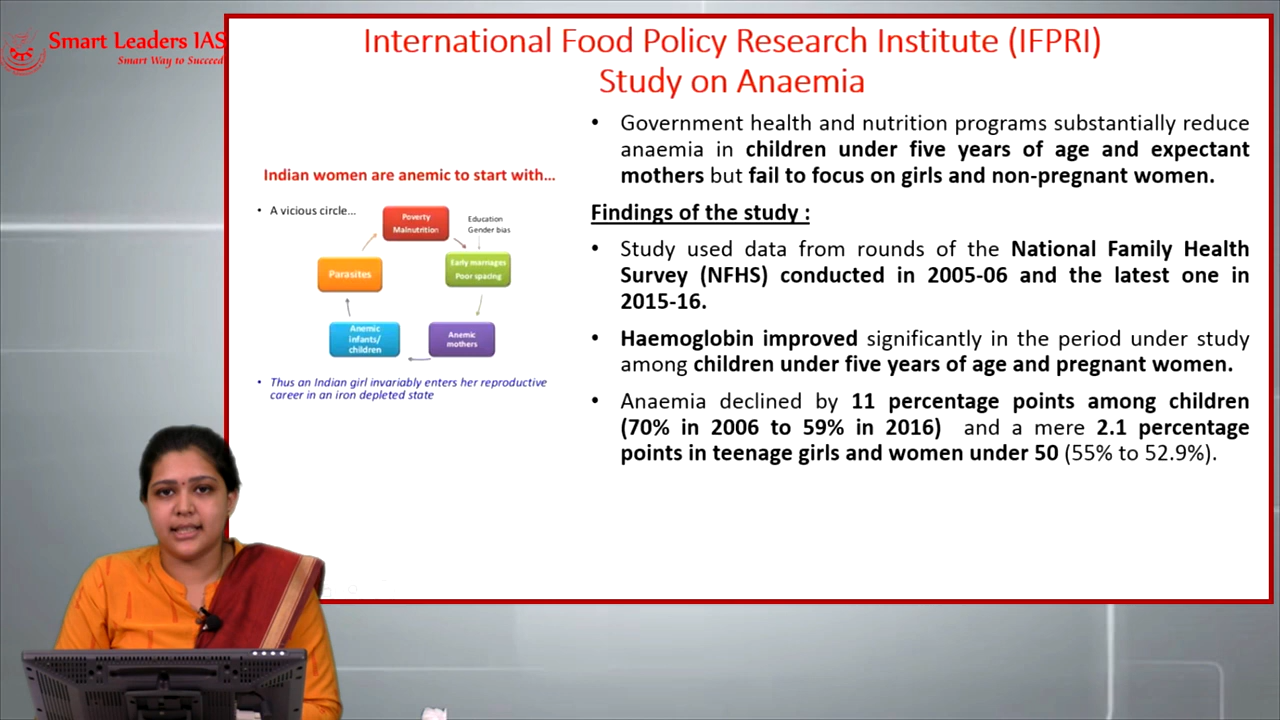 Smart Leaders IAS
Smart Way to Succeed
International Food Policy Research Institute (IFPRI)
Study on Anaemia
Indian women are anemic to start with...
• A vicious circle...
Poverty
Malnutrition
Education
Gender bias
Early marriages
Poor spacing
Anemic
mothers
Anemic
infants/
children
Parasites
• Thus an Indian girl invariably enters her reproductive
career in an iron depleted state
• Government health and nutrition programs substantially reduce
anaemia in children under five years of age and expectant
mothers but fail to focus on girls and non-pregnant women.
Findings of the study :
• Study used data from rounds of the National Family Health
Survey (NFHS) conducted in 2005-06 and the latest one in
2015-16.
• Haemoglobin improved significantly in the period under study
among children under five years of age and pregnant women.
• Anaemia declined by 11 percentage points among children
(70% in 2006 to 59% in 2016) and a mere 2.1 percentage
points in teenage girls and women under 50 (55% to 52.9%).